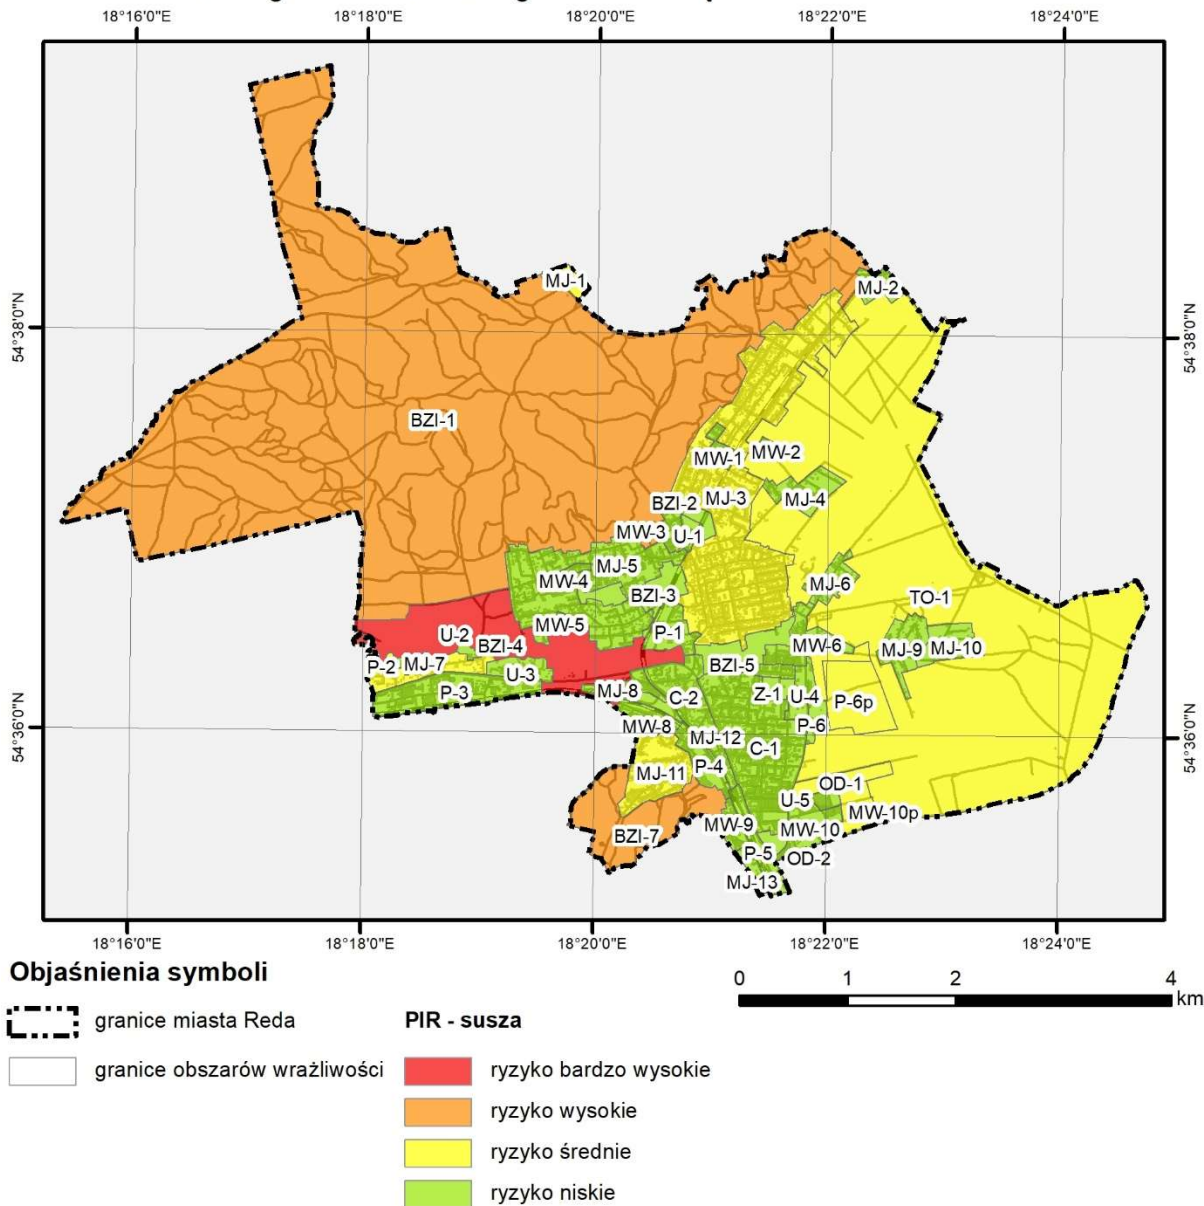 18°16'0"E 18°18'0"E 18°20'0"E 18°22'0"E 18°24'0"E
MJ-1
MJ-2
54°38'0"N 54°38'0"N
BZI-1
MW-1 MW-2
BZI-2 MJ-3 MJ-4
MW-3 U-1
MJ-5
MW-4 BZI-3 MJ-6
TO-1
MW-5 P-1
U-2 BZI-4 MW-6 MJ-9 MJ-10
P-2 MJ-7 U-3 BZI-5
P-3 MJ-8 C-2 Z-1 U-4 P-6p
MW-8 P-6
54°36'0"N 54°36'0"N
MJ-12 C-1
MJ-11 P-4
OD-1
U-5
MW-10p
BZI-7 MW-9 MW-10
P-5 OD-2
MJ-13
18°16'0"E 18°18'0"E 18°20'0"E 18°22'0"E 18°24'0"E
Objaśnienia symboli
0 1 2 4
km
granice miasta Reda
PIR - susza
granice obszarów wrażliwości
ryzyko bardzo wysokie
ryzyko wysokie
ryzyko średnie
ryzyko niskie